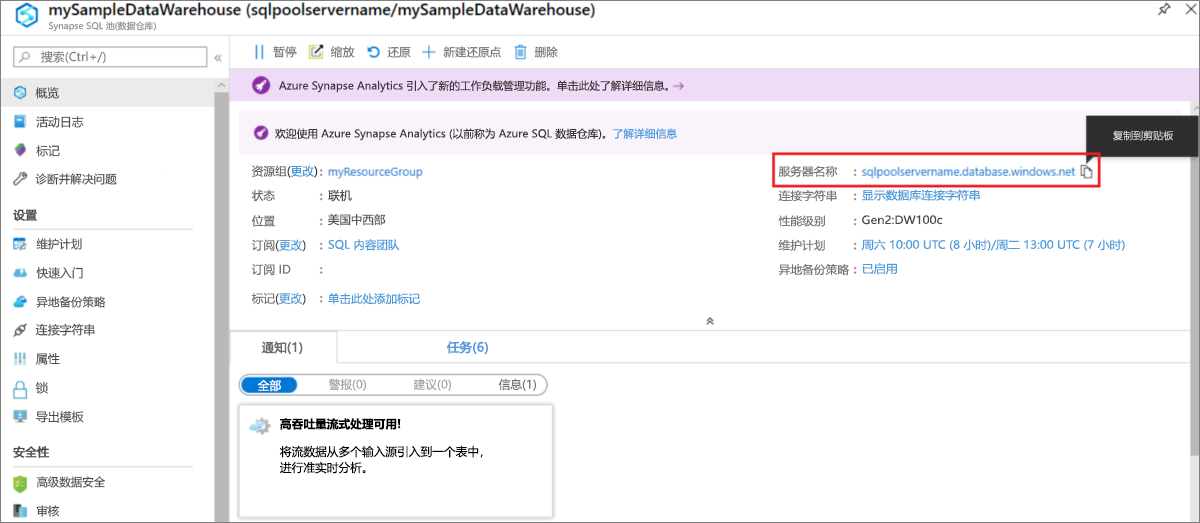 mySampleDataWarehouse (sqlpoolservername/mySampleDataWarehouse)
Synapse SQL 池(数据仓库)
搜索(Ctrl+/)
«
暂停
缩放
还原
新建还原点
删除
Azure Synapse Analytics 引入了新的工作负载管理功能。单击此处了解详细信息。→
欢迎使用 Azure Synapse Analytics (以前称为 Azure SQL 数据仓库)。了解详细信息
复制到剪贴板
概览
活动日志
标记
诊断并解决问题
设置
维护计划
快速入门
异地备份策略
连接字符串
属性
锁
导出模板
安全性
高级数据安全
审核
资源组(更改) : myResourceGroup
状态 : 联机
位置 : 美国中西部
订阅(更改) : SQL 内容团队
订阅 ID :
标记(更改) : 单击此处添加标记
服务器名称 : sqlpoolservername.database.windows.net
连接字符串 : 显示数据库连接字符串
性能级别 : Gen2:DW100c
维护计划 : 周六 10:00 UTC (8 小时)/周二 13:00 UTC (7 小时)
异地备份策略 : 已启用
通知(1)
任务(6)
全部
警报(0)
建议(0)
信息(1)
高吞吐量流式处理可用!
将流数据从多个输入源引入到一个表中,
进行准实时分析。